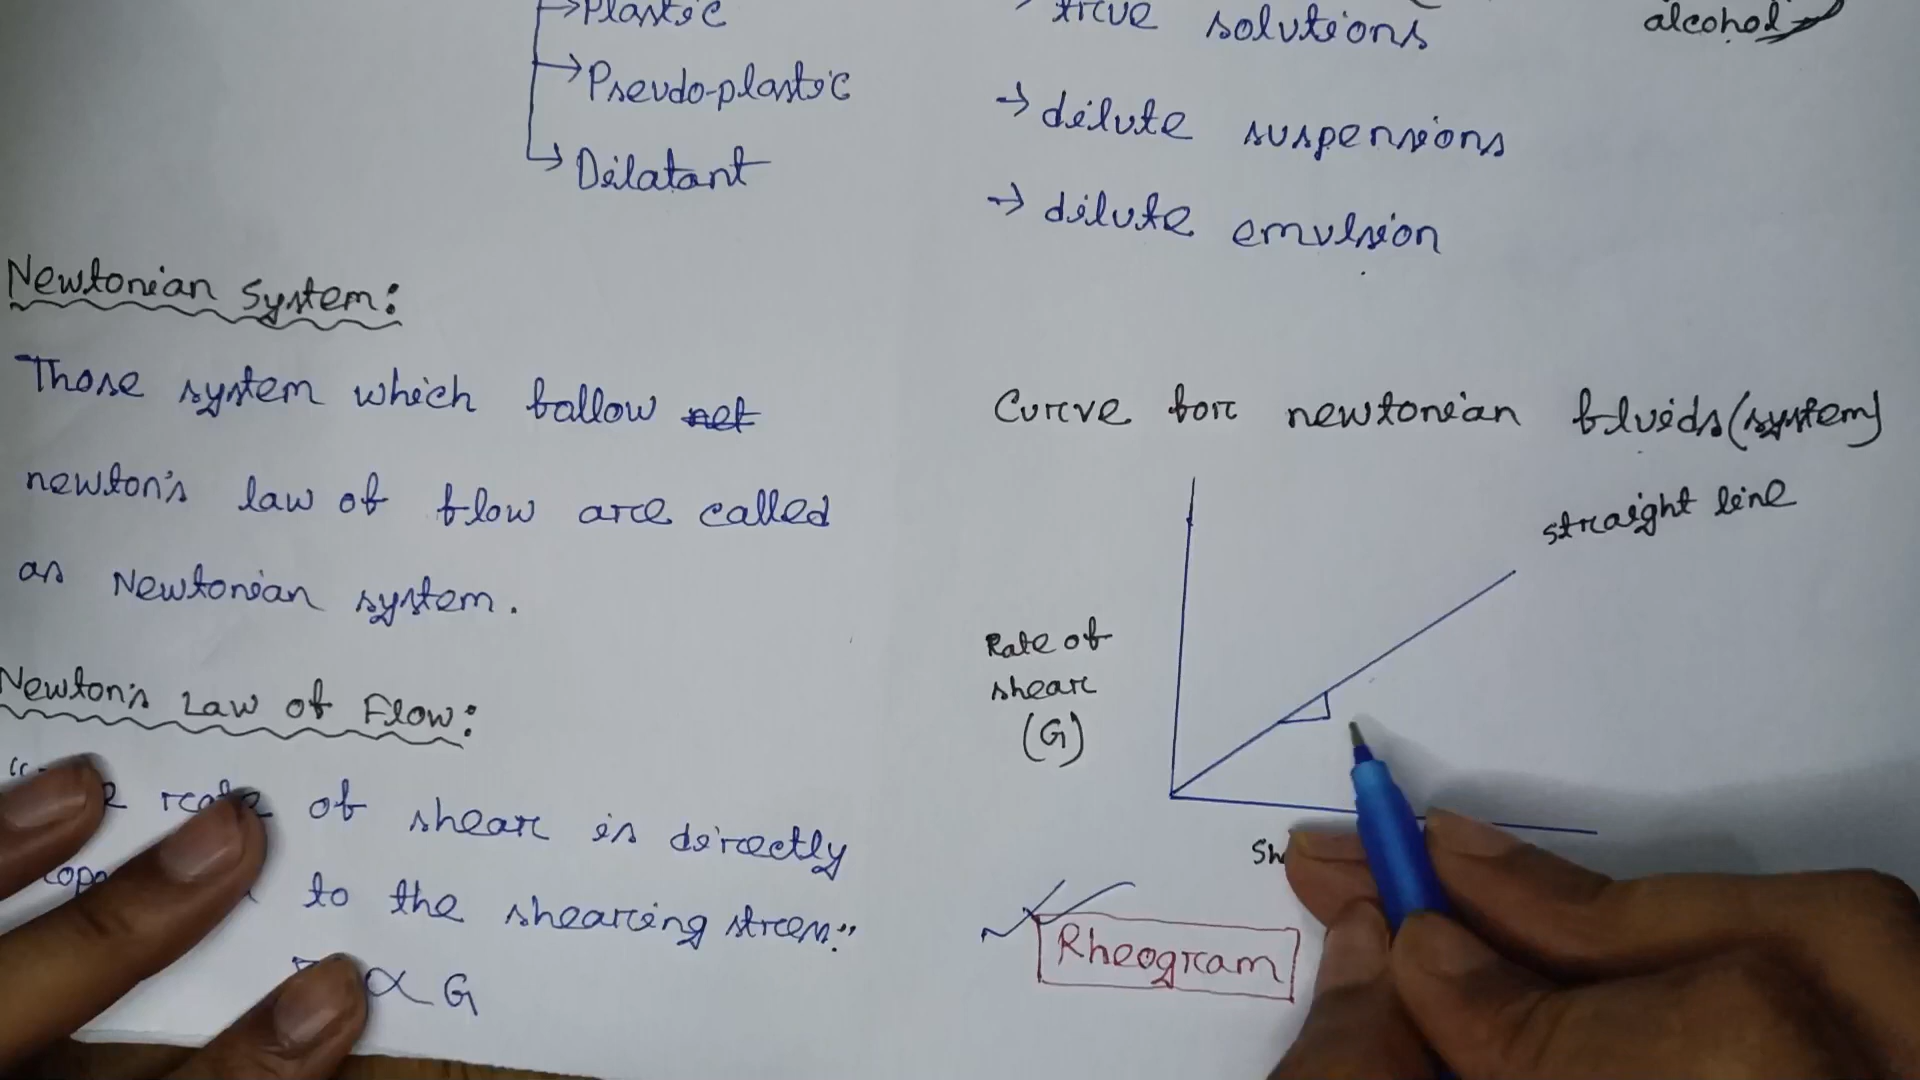 →Plastic
→Pseudo-plastic
→Dilatant
true solutions
→ dilute suspensions
→ dilute emulsion
alcohol
Newtonian System:
Those system which follow
newton's law of flow are called
as Newtonian system.
Newton's Law of Flow:
rate of shear is directly
to the shearing stress."
∝ G
Curve for newtonian fluids (system)
straight line
Rate of
shear
(G)
Rheogram